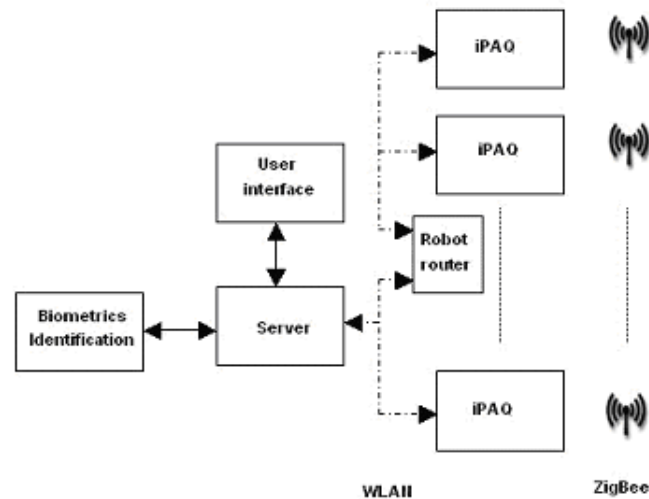 iPAQ
iPAQ
User
interface
Robot
router
Biometrics
Identification
Server
iPAQ
WLAN
ZigBee